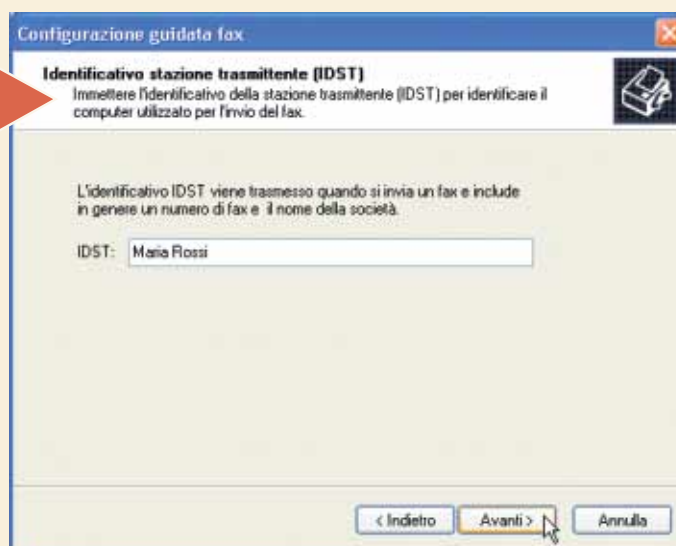 Configurazione guidata fax
Identificativo stazione trasmittente (IDST)
Immettere l'identificativo della stazione trasmittente (IDST) per identificare il
computer utilizzato per l'invio del fax.
L'identificativo IDST viene trasmesso quando si invia un fax e include
in genere un numero di fax e il nome della società.
IDST: Maria Rossi
< Indietro Avanti > Annulla